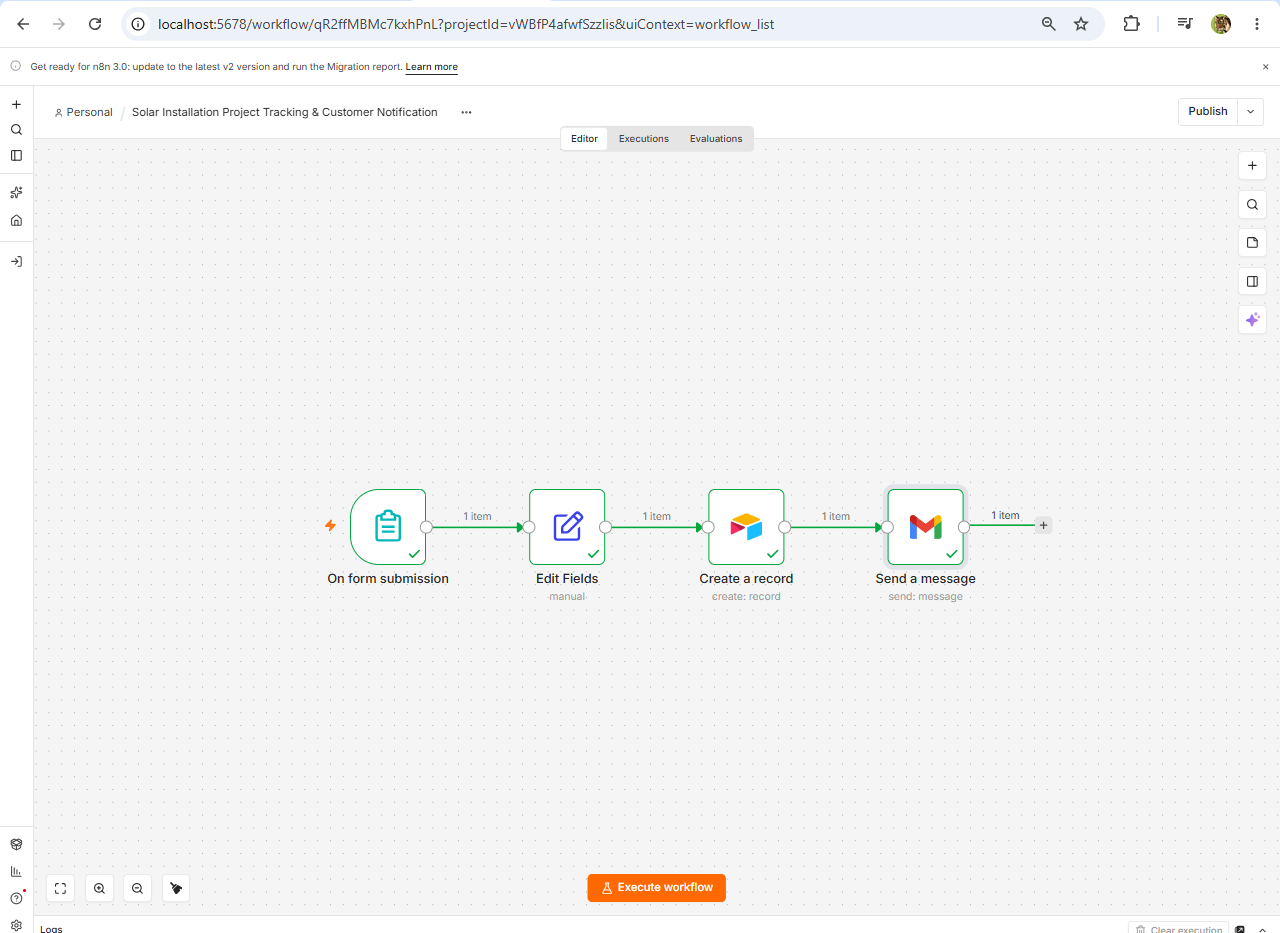 localhost:5678/workflow/qR2ffMBMc7kxhPnL?projectId=vWBfP4afwfSzzlis&uiContext=workflow_list
Get ready for n8n 3.0: update to the latest v2 version and run the Migration report. Learn more
Personal / Solar Installation Project Tracking & Customer Notification ...
Publish
Editor Executions Evaluations
1 item 1 item 1 item 1 item
On form submission Edit Fields Create a record Send a message
manual create: record send: message
Execute workflow
Logs Clear execution